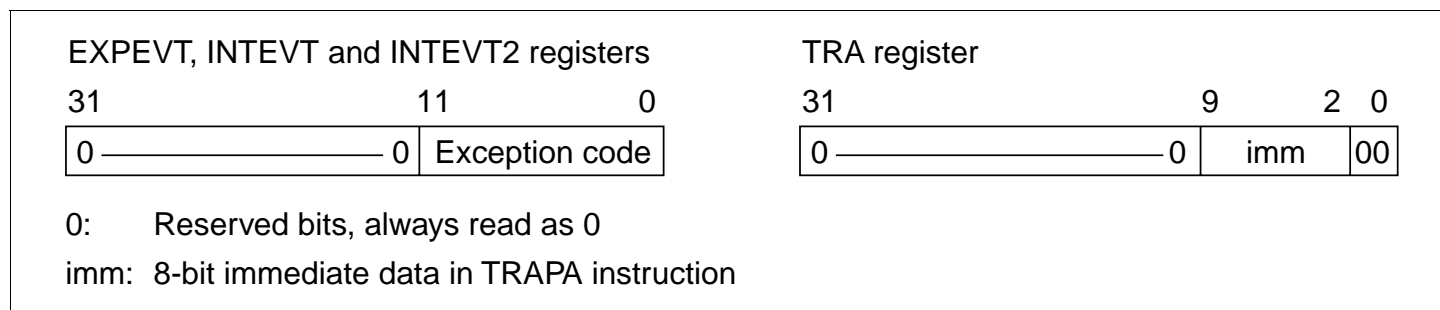 EXPEVT, INTEVT and INTEVT2 registers
31 11 0
0 0 Exception code
TRA register
31 9 2 0
0 0 imm 00
0: Reserved bits, always read as 0
imm: 8-bit immediate data in TRAPA instruction